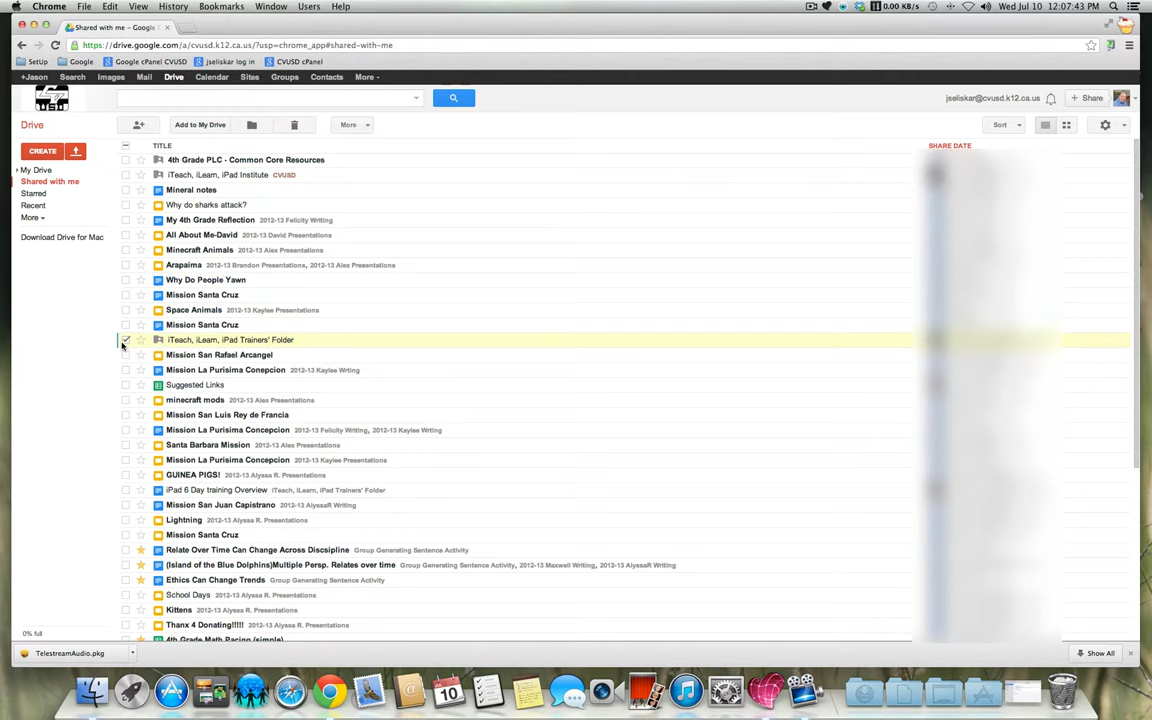 Chrome File Edit View History Bookmarks Window Users Help 0.00 KB/s Wed Jul 10 12:07:43 PM
Shared with me – Google
https://drive.google.com/a/cvusd.k12.ca.us/?usp=chrome_app#shared-with-me
SetUp Google Google cPanel CVUSD jseliskar log in CVUSD cPanel
+Jason Search Images Mail Drive Calendar Sites Groups Contacts More
USD jseliskar@cvusd.k12.ca.us + Share
Drive Add to My Drive More Sort
CREATE TITLE SHARE DATE
My Drive
Shared with me
Starred
Recent
More
Download Drive for Mac
4th Grade PLC - Common Core Resources
iTeach, iLearn, iPad Institute CVUSD
Mineral notes
Why do sharks attack?
My 4th Grade Reflection 2012-13 Felicity Writing
All About Me-David 2012-13 David Presentations
Minecraft Animals 2012-13 Alex Presentations
Arapaima 2012-13 Brandon Presentations, 2012-13 Alex Presentations
Why Do People Yawn
Mission Santa Cruz
Space Animals 2012-13 Kaylee Presentations
Mission Santa Cruz
iTeach, iLearn, iPad Trainers' Folder
Mission San Rafael Arcangel
Mission La Purisima Concepcion 2012-13 Kaylee Wrting
Suggested Links
minecraft mods 2012-13 Alex Presentations
Mission San Luis Rey de Francia
Mission La Purisima Concepcion 2012-13 Felicity Writing, 2012-13 Kaylee Wrting
Santa Barbara Mission 2012-13 Alex Presentations
Mission La Purisima Concepcion 2012-13 Kaylee Presentations
GUINEA PIGS! 2012-13 Alyssa R. Presentations
iPad 6 Day training Overview iTeach, iLearn, iPad Trainers' Folder
Mission San Juan Capistrano 2012-13 AlyssaR Writing
Lightning 2012-13 Alyssa R. Presentations
Mission Santa Cruz
Relate Over Time Can Change Across Discsipline Group Generating Sentence Activity
(Island of the Blue Dolphins)Multiple Persp. Relates over time Group Generating Sentence Activity, 2012-13 Maxwell Writing, 2012-13 AlyssaR Writing
Ethics Can Change Trends Group Generating Sentence Activity
School Days 2012-13 Alyssa R. Presentations
Kittens 2012-13 Alyssa R. Presentations
Thanx 4 Donating!!!!! 2012-13 Alyssa R. Presentations
4th Grade Math Pacing (simple)
0% full
TelestreamAudio.pkg Show All
JUL
10